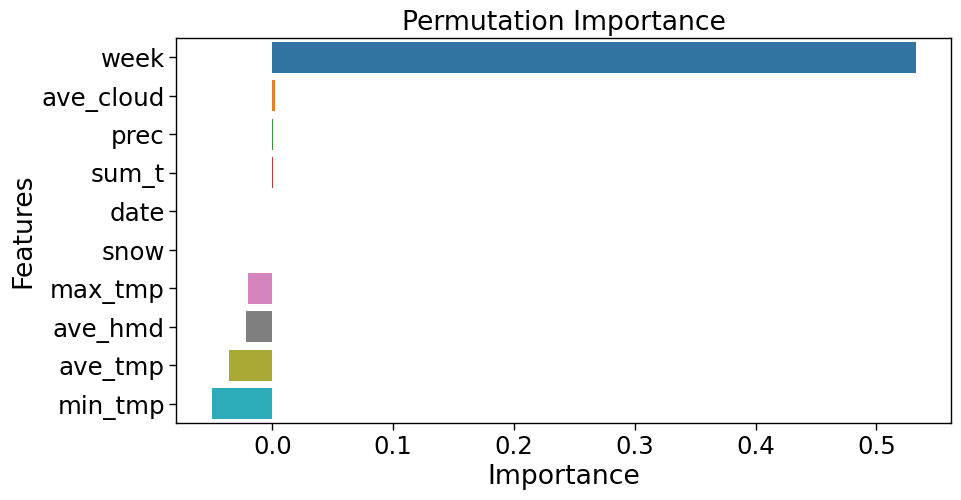 Permutation Importance
Features
week
ave_cloud
prec
sum_t
date
snow
max_tmp
ave_hmd
ave_tmp
min_tmp
0.0 0.1 0.2 0.3 0.4 0.5
Importance